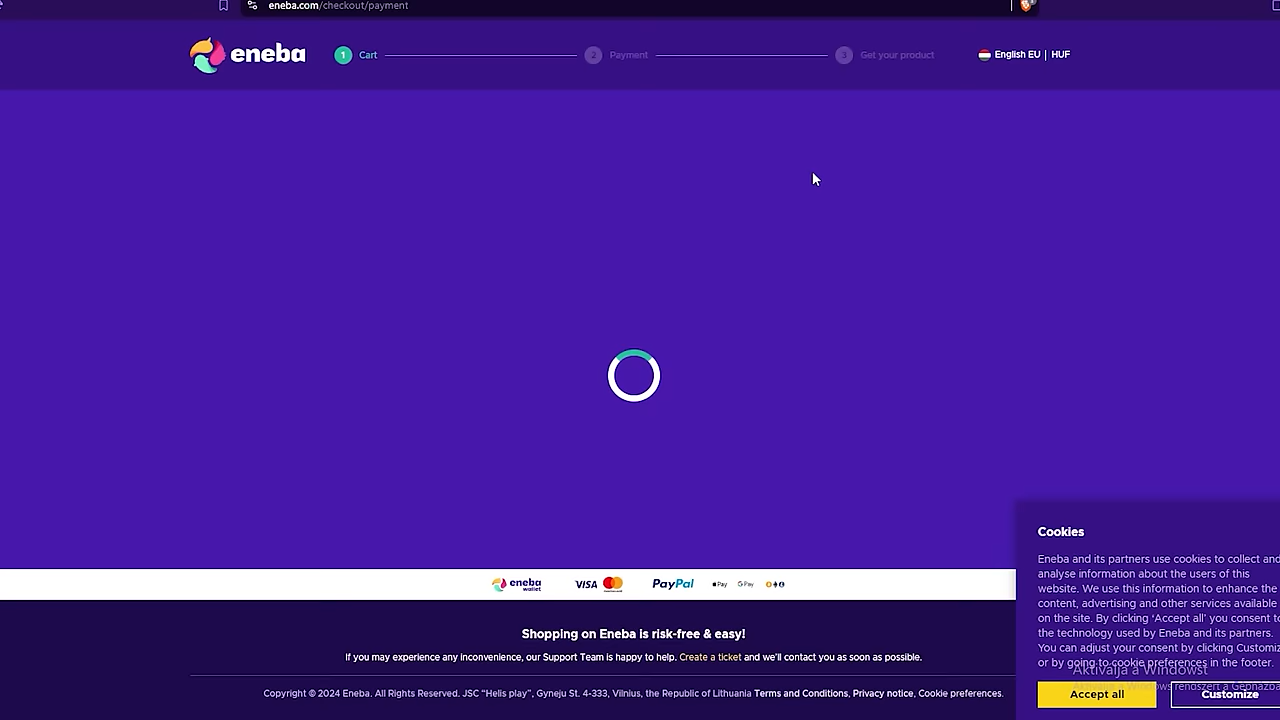 eneba.com/checkout/payment
eneba
1 Cart
2 Payment
3 Get your product
English EU | HUF
Cookies
Eneba and its partners use cookies to collect and
analyse information about the users of this
website. We use this information to enhance the
content, advertising and other services available
on the site. By clicking ‘Accept all’ you consent to
the technology used by Eneba and its partners.
You can adjust your consent by clicking Customiz
or by going to cookie preferences in the footer.
Aktiválja a Windowst
rendszert a Gépház
Accept all
Customize
eneba wallet
VISA
mastercard
PayPal
Pay
G Pay
Shopping on Eneba is risk-free & easy!
If you may experience any inconvenience, our Support Team is happy to help. Create a ticket and we’ll contact you as soon as possible.
Copyright © 2024 Eneba. All Rights Reserved. JSC “Helis play”, Gyneju St. 4-333, Vilnius, the Republic of Lithuania Terms and Conditions, Privacy notice, Cookie preferences.